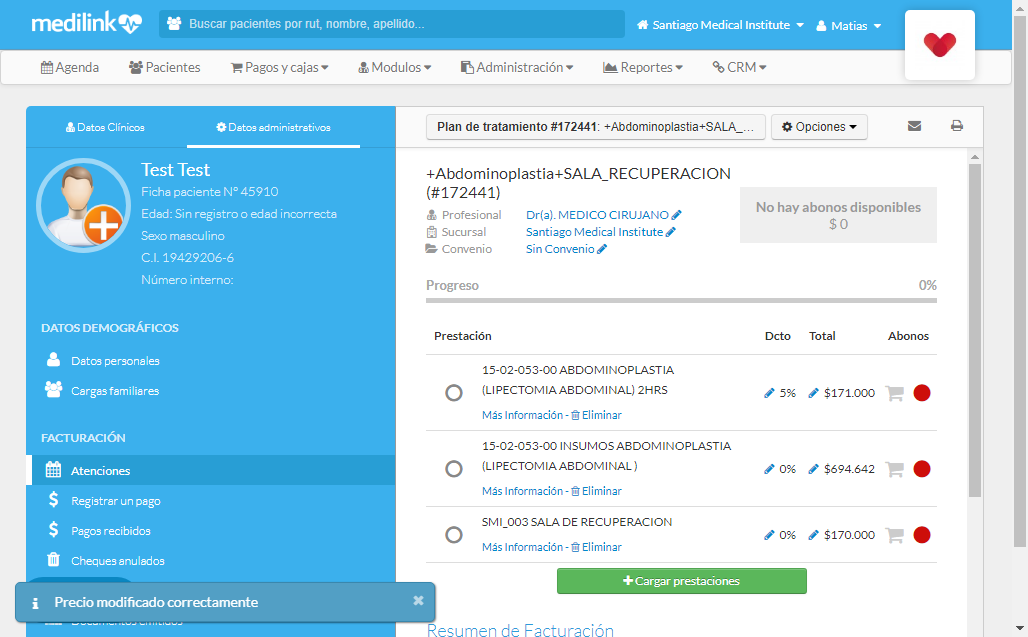 medilink
Buscar pacientes por rut, nombre, apellido...
Santiago Medical Institute
Matias
Agenda
Pacientes
Pagos y cajas
Modulos
Administración
Reportes
CRM
Datos Clínicos
Datos administrativos
Test Test
Ficha paciente N° 45910
Edad: Sin registro o edad incorrecta
Sexo masculino
C.I. 19429206-6
Número interno:
DATOS DEMOGRÁFICOS
Datos personales
Cargas familiares
FACTURACIÓN
Atenciones
Registrar un pago
Pagos recibidos
Cheques anulados
Documentos emitidos
Precio modificado correctamente
Plan de tratamiento #172441: +Abdominoplastia+SALA_...
Opciones
+Abdominoplastia+SALA_RECUPERACION
(#172441)
Profesional Dr(a). MEDICO CIRUJANO
Sucursal Santiago Medical Institute
Convenio Sin Convenio
No hay abonos disponibles
$ 0
Progreso 0%
Prestación Dcto Total Abonos
15-02-053-00 ABDOMINOPLASTIA
(LIPECTOMIA ABDOMINAL) 2HRS
5% $171.000
Más Información - Eliminar
15-02-053-00 INSUMOS ABDOMINOPLASTIA
(LIPECTOMIA ABDOMINAL )
0% $694.642
Más Información - Eliminar
SMI_003 SALA DE RECUPERACION
0% $170.000
Más Información - Eliminar
Cargar prestaciones
Resumen de Facturación